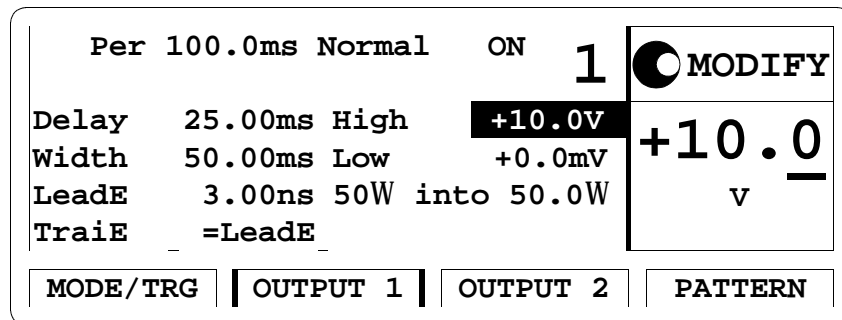 Per 100.0ms Normal ON 1
MODIFY
Delay 25.00ms High +10.0V
Width 50.00ms Low +0.0mV
LeadE 3.00ns 50W into 50.0W
TraiE =LeadE
+10.0
V
MODE/TRG OUTPUT 1 OUTPUT 2 PATTERN